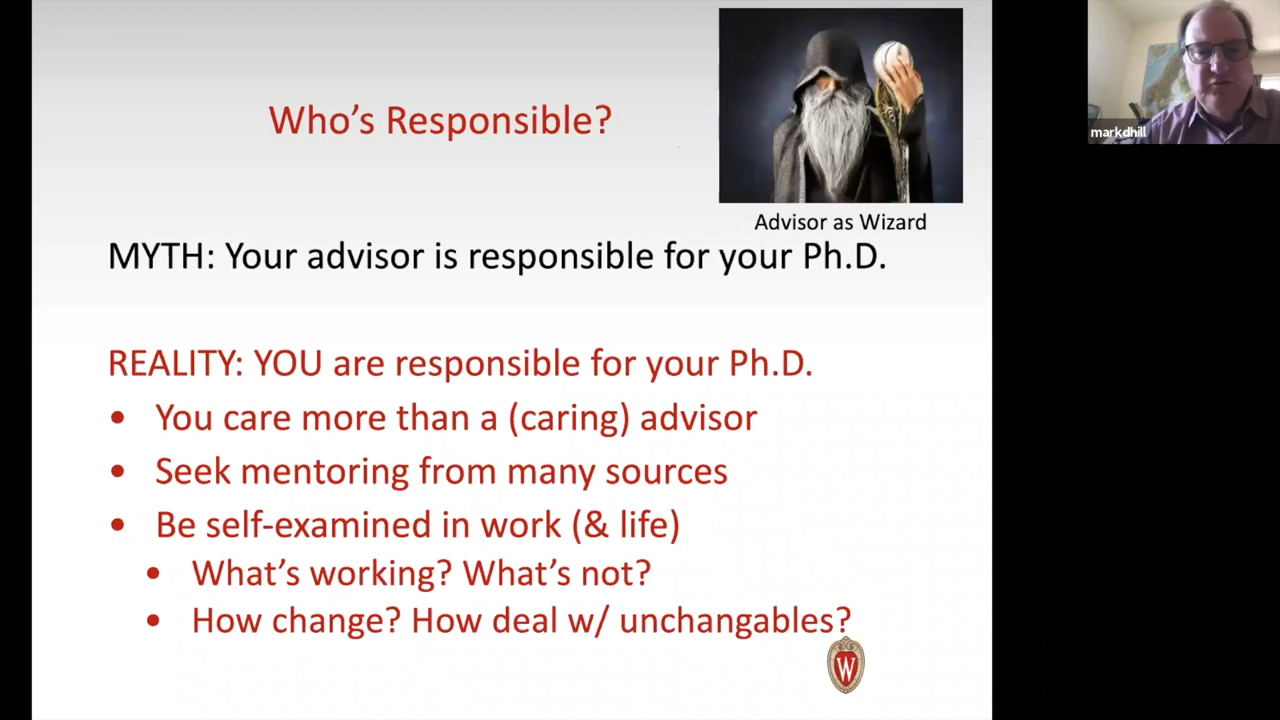 Who's Responsible?
Advisor as Wizard
MYTH: Your advisor is responsible for your Ph.D.
REALITY: YOU are responsible for your Ph.D.
• You care more than a (caring) advisor
• Seek mentoring from many sources
• Be self-examined in work (& life)
• What's working? What's not?
• How change? How deal w/ unchangables?
W
markdhill